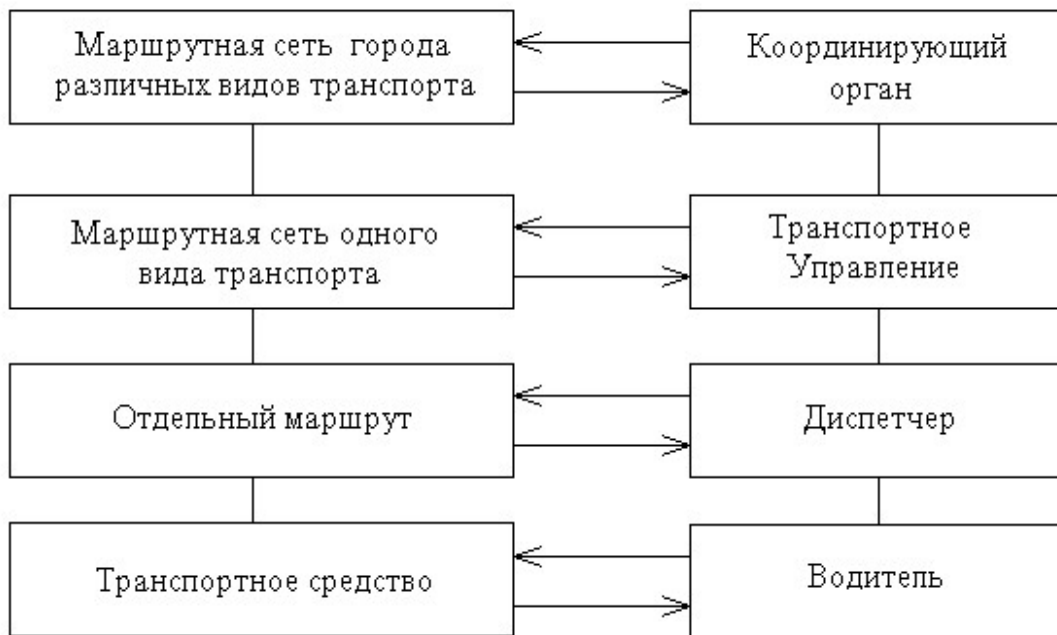 Маршрутная сеть города
различных видов транспорта
Координирующий
орган
Маршрутная сеть одного
вида транспорта
Транспортное
Управление
Отдельный маршрут
Диспетчер
Транспортное средство
Водитель